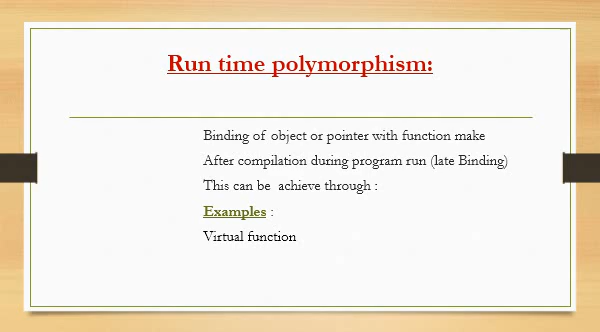 Run time polymorphism:
Binding of object or pointer with function make
After compilation during program run (late Binding)
This can be achieve through :
Examples :
Virtual function